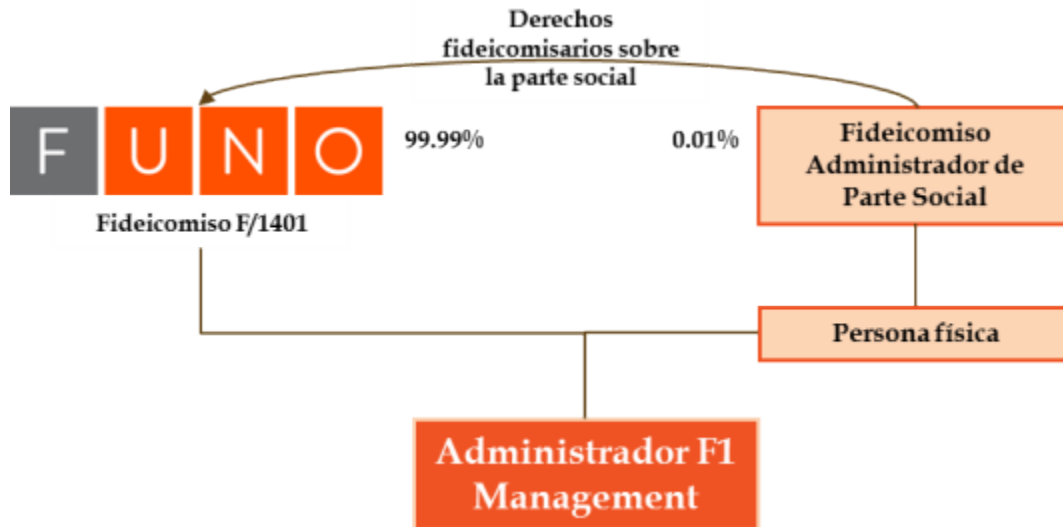 Derechos
fideicomisarios sobre
la parte social
FUNO
99.99%
0.01%
Fideicomiso
Administrador de
Parte Social
Fideicomiso F/1401
Persona física
Administrador F1
Management